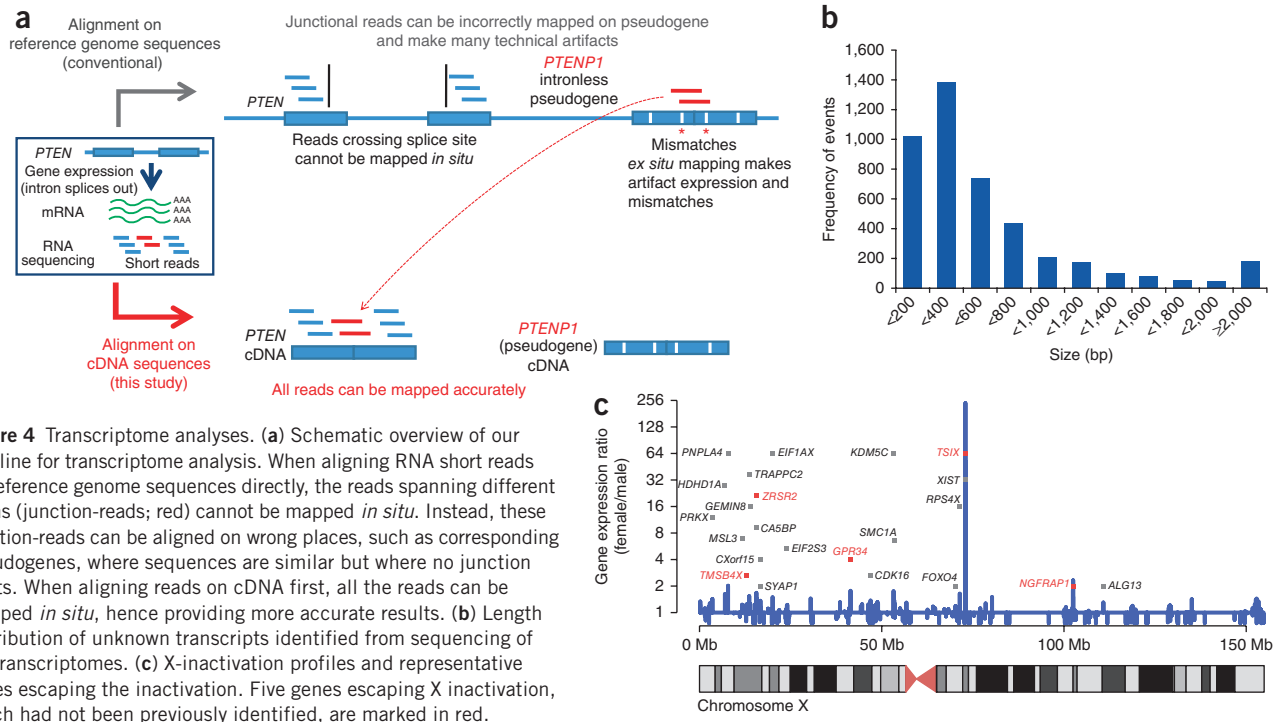 a
Alignment on
reference genome sequences
(conventional)
Junctional reads can be incorrectly mapped on pseudogene
and make many technical artifacts
PTEN
PTENP1
intronless
pseudogene
Reads crossing splice site
cannot be mapped in situ
* *
Mismatches
ex situ mapping makes
artifact expression and
mismatches
PTEN
Gene expression
(intron splices out)
mRNA
AAA
AAA
AAA
RNA
sequencing
Short reads
Alignment on
cDNA sequences
(this study)
PTEN
cDNA
PTENP1
(pseudogene)
cDNA
All reads can be mapped accurately
b
Frequency of events
1,600
1,400
1,200
1,000
800
600
400
200
0
<200 <400 <600 <800 <1,000 <1,200 <1,400 <1,600 <1,800 <2,000 ≥2,000
Size (bp)
re 4 Transcriptome analyses. (a) Schematic overview of our
line for transcriptome analysis. When aligning RNA short reads
eference genome sequences directly, the reads spanning different
s (junction-reads; red) cannot be mapped in situ. Instead, these
tion-reads can be aligned on wrong places, such as corresponding
udogenes, where sequences are similar but where no junction
ts. When aligning reads on cDNA first, all the reads can be
ped in situ, hence providing more accurate results. (b) Length
ribution of unknown transcripts identified from sequencing of
transcriptomes. (c) X-inactivation profiles and representative
es escaping the inactivation. Five genes escaping X inactivation,
ch had not been previously identified, are marked in red.
c
Gene expression ratio
(female/male)
256
128
64
32
16
8
4
2
1
PNPLA4
EIF1AX
KDM5C
TSIX
HDHD1A
TRAPPC2
XIST
ZRSR2
GEMIN8
RPS4X
PRKX
CA5BP
MSL3
SMC1A
EIF2S3
CXorf15
GPR34
TMSB4X
CDK16
SYAP1
FOXO4
NGFRAP1
ALG13
0 Mb 50 Mb 100 Mb 150 Mb
Chromosome X